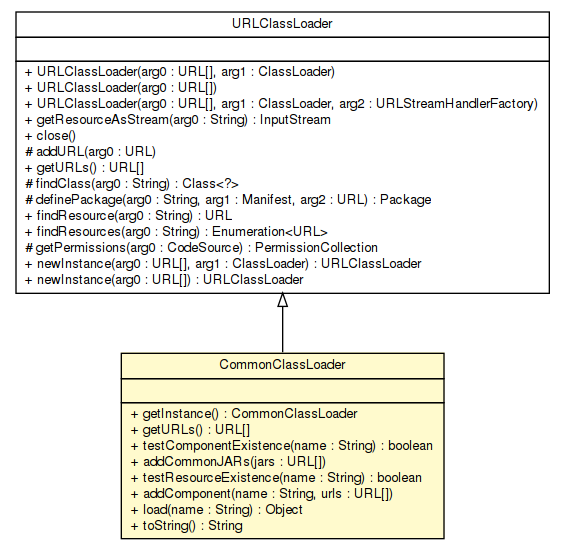 URLClassLoader
+ URLClassLoader(arg0 : URL[], arg1 : ClassLoader)
+ URLClassLoader(arg0 : URL[])
+ URLClassLoader(arg0 : URL[], arg1 : ClassLoader, arg2 : URLStreamHandlerFactory)
+ getResourceAsStream(arg0 : String) : InputStream
+ close()
# addURL(arg0 : URL)
+ getURLs() : URL[]
# findClass(arg0 : String) : Class<?>
# definePackage(arg0 : String, arg1 : Manifest, arg2 : URL) : Package
+ findResource(arg0 : String) : URL
+ findResources(arg0 : String) : Enumeration<URL>
# getPermissions(arg0 : CodeSource) : PermissionCollection
+ newInstance(arg0 : URL[], arg1 : ClassLoader) : URLClassLoader
+ newInstance(arg0 : URL[]) : URLClassLoader
CommonClassLoader
+ getInstance() : CommonClassLoader
+ getURLs() : URL[]
+ testComponentExistence(name : String) : boolean
+ addCommonJARs(jars : URL[])
+ testResourceExistence(name : String) : boolean
+ addComponent(name : String, urls : URL[])
+ load(name : String) : Object
+ toString() : String